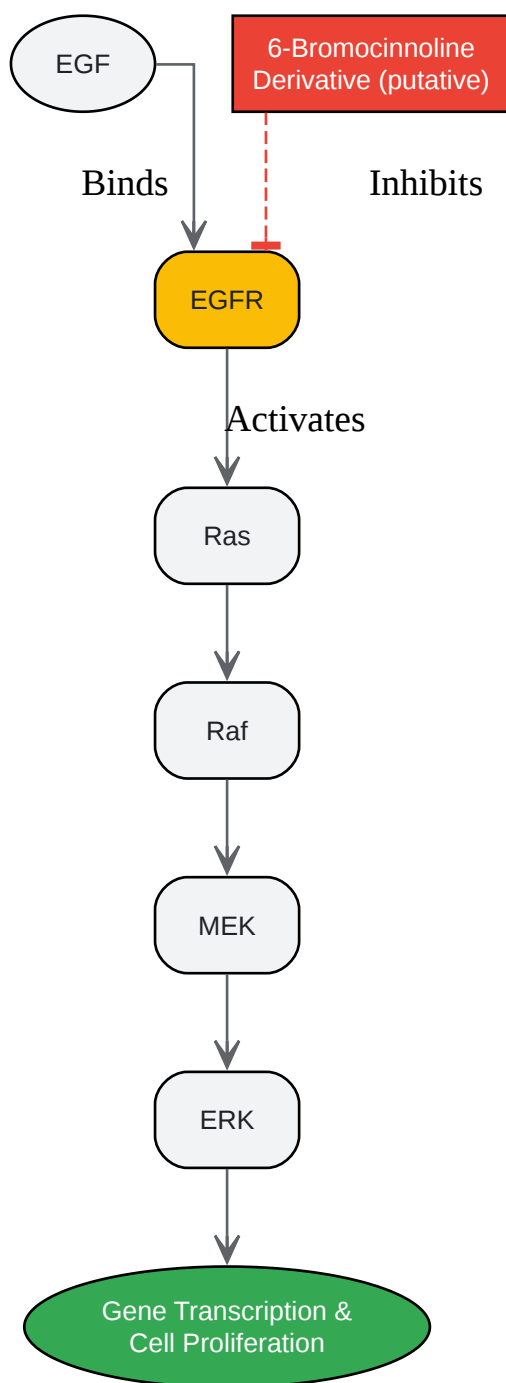 EGF
6-Bromocinnoline
Derivative (putative)
Binds
Inhibits
EGFR
Activates
Ras
Raf
MEK
ERK
Gene Transcription &
Cell Proliferation